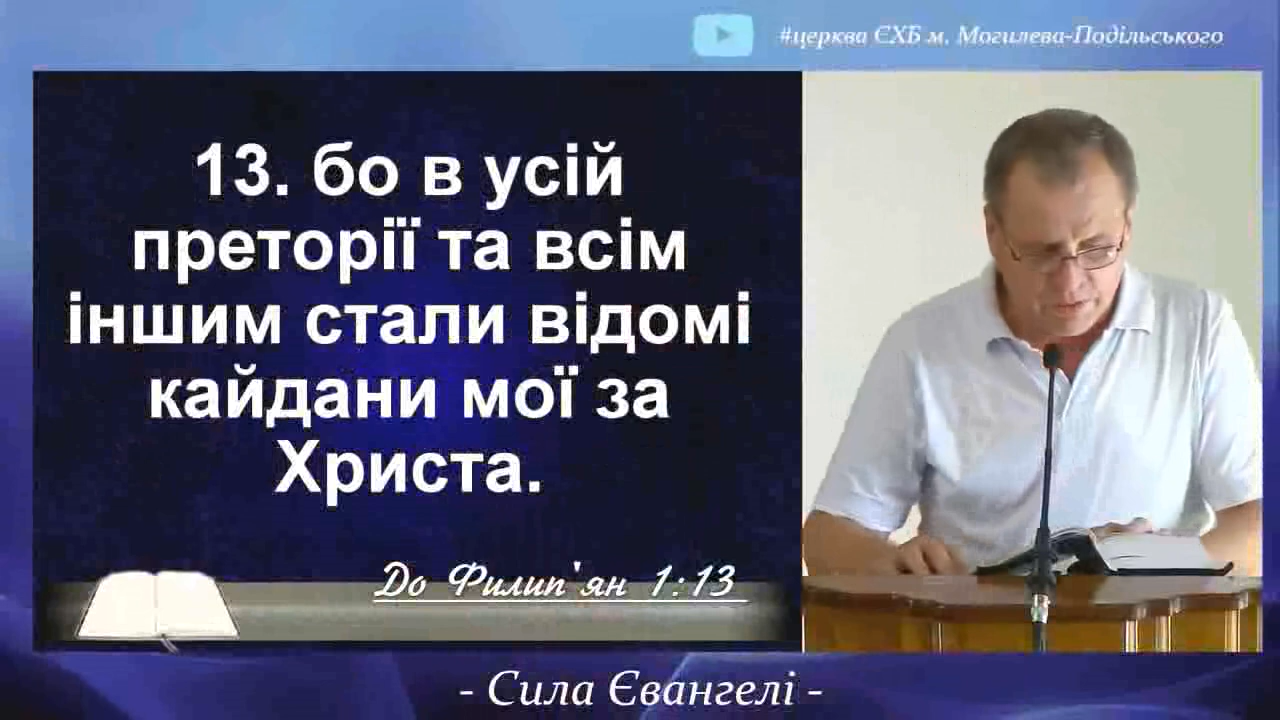 #церква ЄХБ м. Могилева-Подільського
13. бо в усій
преторії та всім
іншим стали відомі
кайдани мої за
Христа.
До Филип'ян 1:13
- Сила Євангелі -